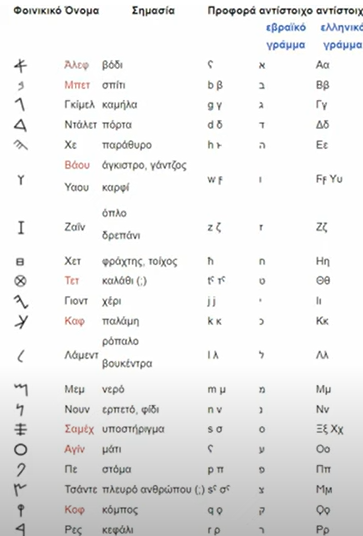 Φοινικικό Όνομα Σημασία Προφορά αντίστοιχο αντίστοιχ
εβραϊκό ελληνικό
γράμμα γράμμα
𐤀 Άλεφ βόδι ʕ א Αα
𐤁 Μπετ σπίτι b β ב Ββ
𐤂 Γκίμελ καμήλα g γ ג Γγ
𐤃 Ντάλετ πόρτα d δ ד Δδ
𐤄 Χε παράθυρο h ⱶ ה Εε
Βάου άγκιστρο, γάντζος
𐤅 w ϝ ו Ϝϝ Υυ
Υαου καρφί
όπλο
𐤆 Ζαϊν z ζ ז Ζζ
δρεπάνι
𐤇 Χετ φράχτης, τοίχος ħ ח Ηη
𐤈 Τετ καλάθι (;) tˤ τˤ ט Θθ
𐤉 Γιοντ χέρι j j י Ιι
𐤊 Καφ παλάμη k κ כ Κκ
ρόπαλο
𐤋 Λάμεντ l λ ל Λλ
βουκέντρα
𐤌 Μεμ νερό m μ מ Μμ
𐤍 Νουν ερπετό, φίδι n ν נ Νν
𐤎 Σαμέχ υποστήριγμα s σ ס Ξξ Χχ
𐤏 Αγίν μάτι ʕ ע Οο
𐤐 Πε στόμα p π פ Ππ
𐤑 Τσάντε πλευρό ανθρώπου (;) sˤ σˤ צ Ϻϻ
𐤒 Κοφ κόμπος q ϙ ק Ϙϙ
𐤓 Ρες κεφάλι r ρ ר Ρρ